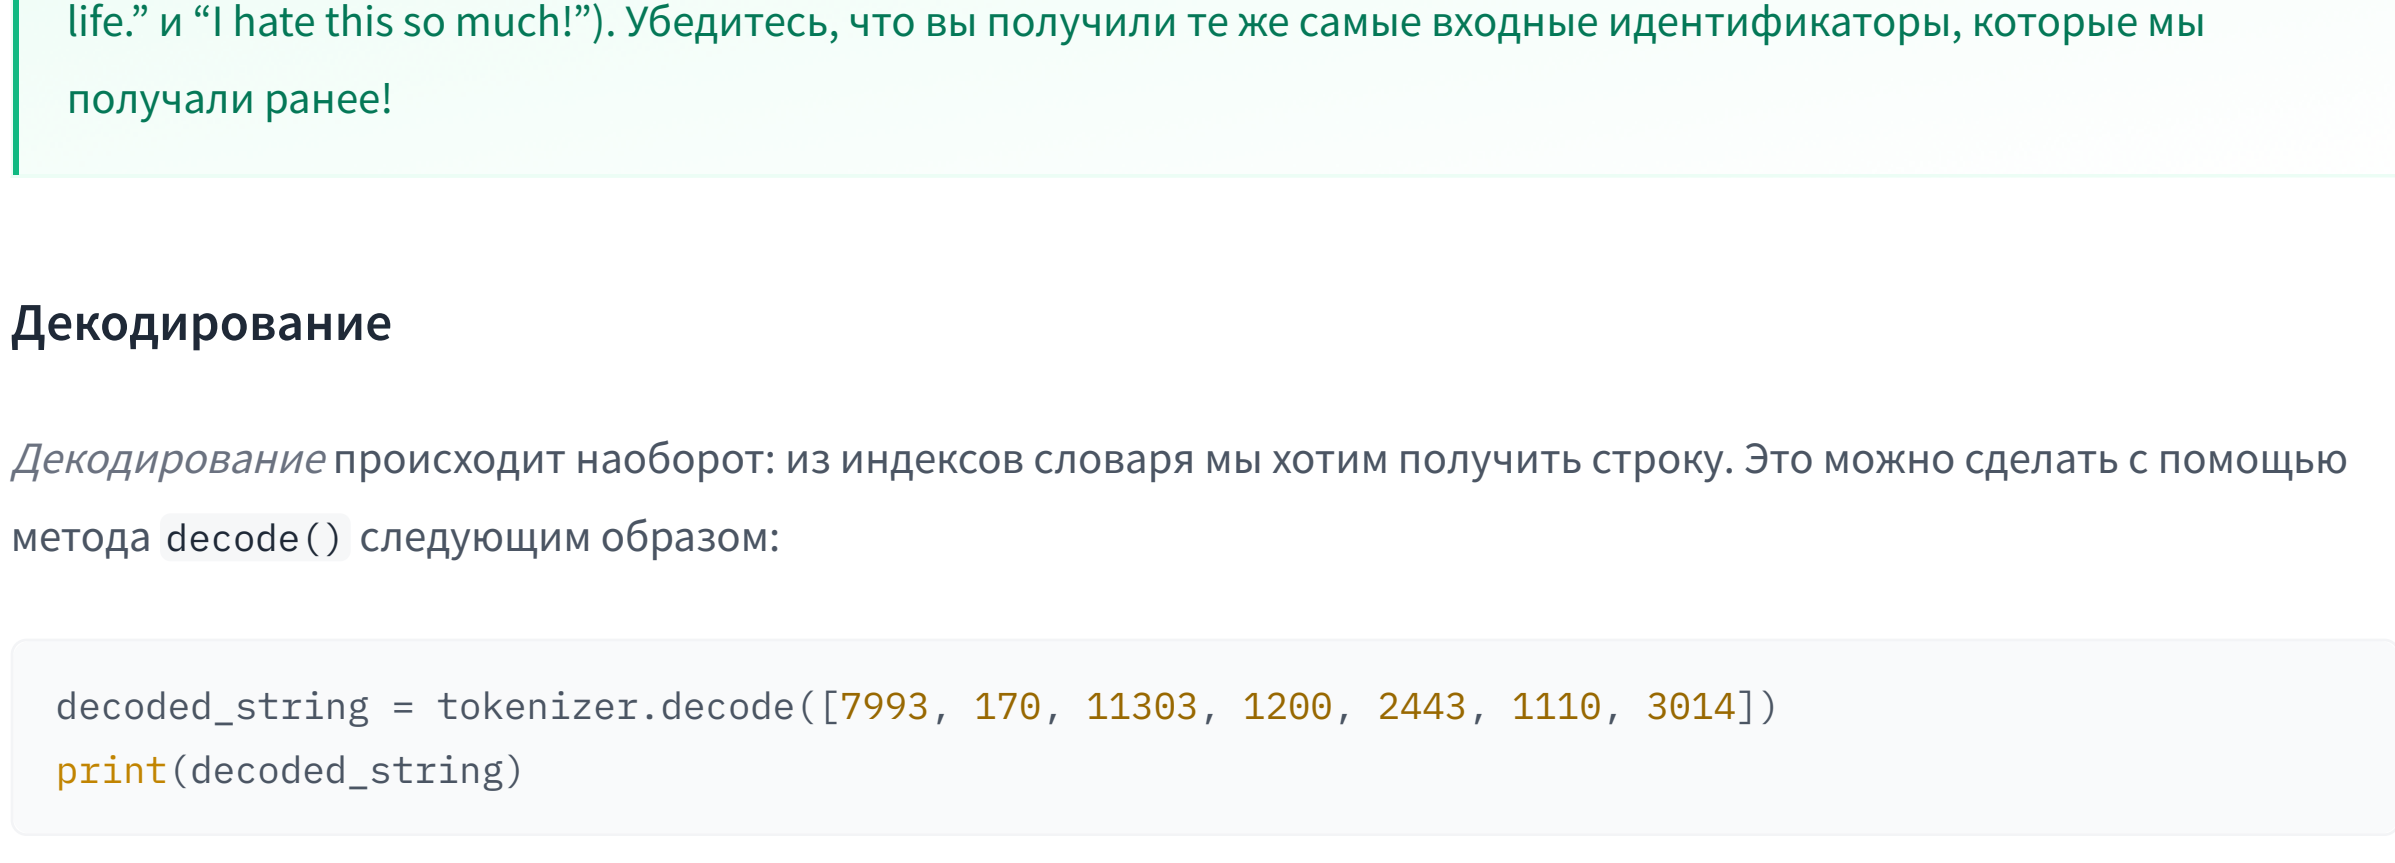 life.” и “I hate this so much!”). Убедитесь, что вы получили те же самые входные идентификаторы, которые мы
получали ранее!
Декодирование
Декодирование происходит наоборот: из индексов словаря мы хотим получить строку. Это можно сделать с помощью
метода decode() следующим образом:
decoded_string = tokenizer.decode([7993, 170, 11303, 1200, 2443, 1110, 3014])
print(decoded_string)